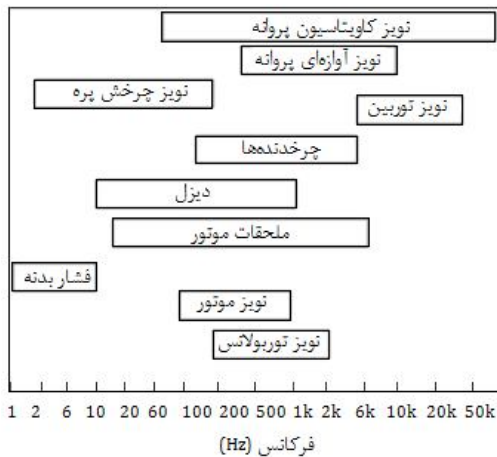 نویز کاویتاسیون پروانه
نویز آوازه‌ای پروانه
نویز چرخش پره
نویز توربین
چرخدنده‌ها
دیزل
ملحقات موتور
فشار بدنه
نویز موتور
نویز توربولانس
1 2 6 10 20 60 100 200 500 1k 2k 6k 10k 20k 50k
فرکانس (Hz)